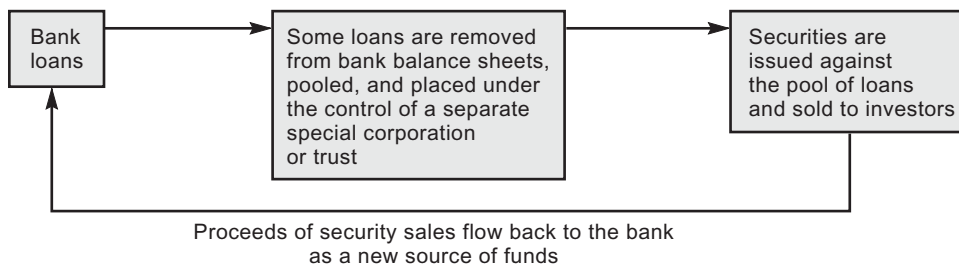 Bank
loans
Some loans are removed
from bank balance sheets,
pooled, and placed under
the control of a separate
special corporation
or trust
Securities are
issued against
the pool of loans
and sold to investors
Proceeds of security sales flow back to the bank
as a new source of funds